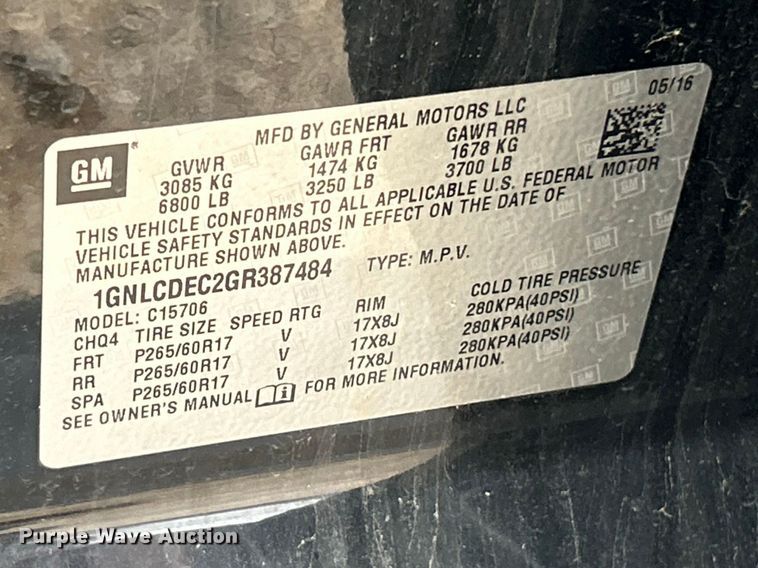 05/16
GM
MFD BY GENERAL MOTORS LLC
GVWR GAWR FRT GAWR RR
3085 KG 1474 KG 1678 KG
6800 LB 3250 LB 3700 LB
THIS VEHICLE CONFORMS TO ALL APPLICABLE U.S. FEDERAL MOTOR
VEHICLE SAFETY STANDARDS IN EFFECT ON THE DATE OF
MANUFACTURE SHOWN ABOVE.
1GNLCDEC2GR387484 TYPE: M.P.V.
MODEL: C15706
CHQ4 TIRE SIZE SPEED RTG RIM COLD TIRE PRESSURE
FRT P265/60R17 V 17X8J 280KPA(40PSI)
RR P265/60R17 V 17X8J 280KPA(40PSI)
SPA P265/60R17 V 17X8J 280KPA(40PSI)
SEE OWNER'S MANUAL i FOR MORE INFORMATION.
Purple Wave Auction